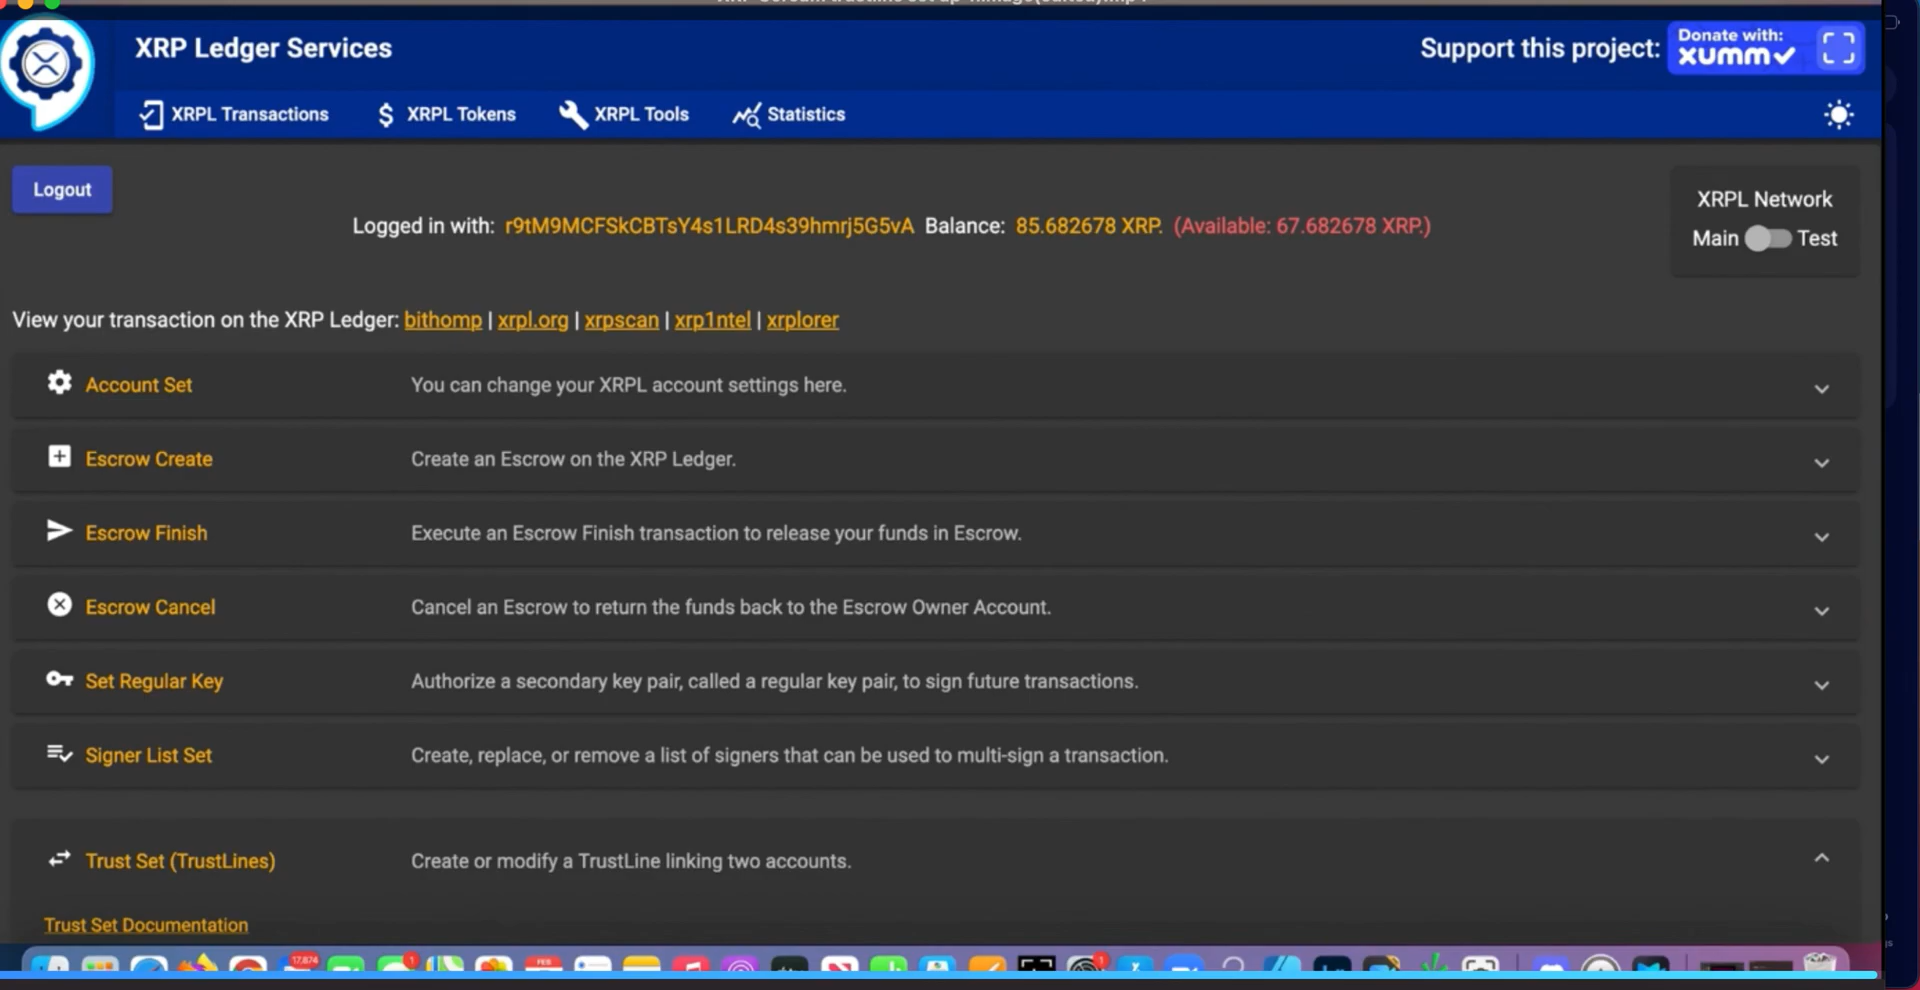 XRP Ledger Services
Support this project:
Donate with:
xumm
XRPL Transactions
XRPL Tokens
XRPL Tools
Statistics
Logout
Logged in with: r9tM9MCFSkCBTsY4s1LRD4s39hmrj5G5vA Balance: 85.682678 XRP. (Available: 67.682678 XRP.)
XRPL Network
Main
Test
View your transaction on the XRP Ledger: bithomp | xrpl.org | xrpscan | xrp1ntel | xrplorer
Account Set
You can change your XRPL account settings here.
Escrow Create
Create an Escrow on the XRP Ledger.
Escrow Finish
Execute an Escrow Finish transaction to release your funds in Escrow.
Escrow Cancel
Cancel an Escrow to return the funds back to the Escrow Owner Account.
Set Regular Key
Authorize a secondary key pair, called a regular key pair, to sign future transactions.
Signer List Set
Create, replace, or remove a list of signers that can be used to multi-sign a transaction.
Trust Set (TrustLines)
Create or modify a TrustLine linking two accounts.
Trust Set Documentation
17,874
1
FEB
1